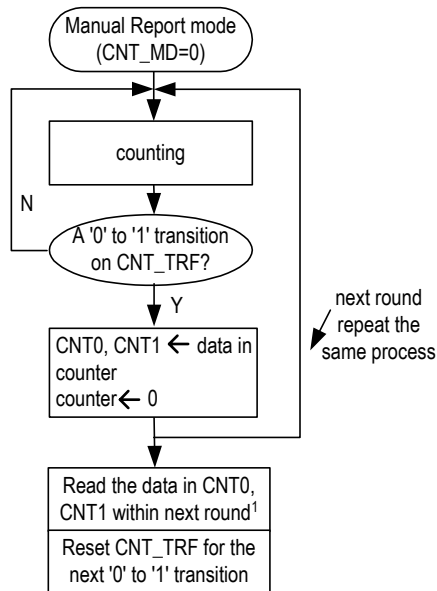 Manual Report mode
(CNT_MD=0)
counting
N
A '0' to '1' transition
on CNT_TRF?
Y
CNT0, CNT1 ← data in
counter
counter← 0
next round
repeat the
same process
Read the data in CNT0,
CNT1 within next round¹
Reset CNT_TRF for the
next '0' to '1' transition